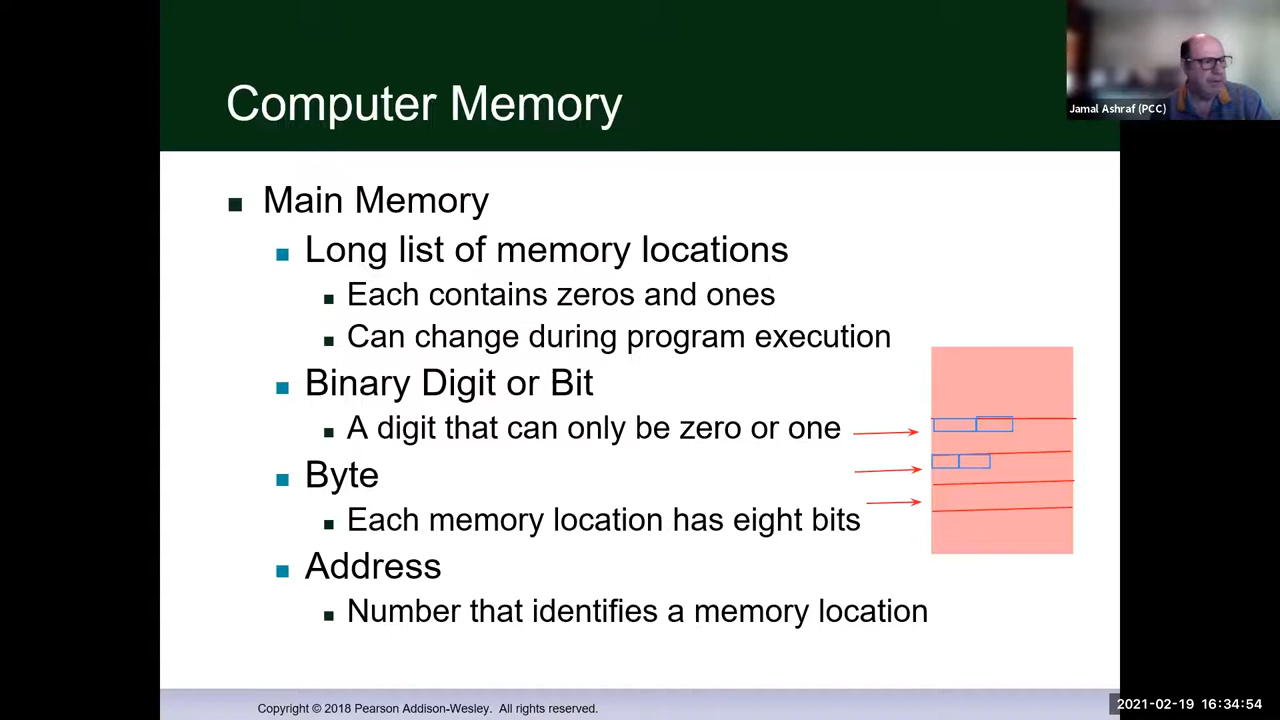 Computer Memory
Jamal Ashraf (PCC)
Main Memory
Long list of memory locations
Each contains zeros and ones
Can change during program execution
Binary Digit or Bit
A digit that can only be zero or one
Byte
Each memory location has eight bits
Address
Number that identifies a memory location
Copyright © 2018 Pearson Addison-Wesley. All rights reserved.
2021-02-19 16:34:54